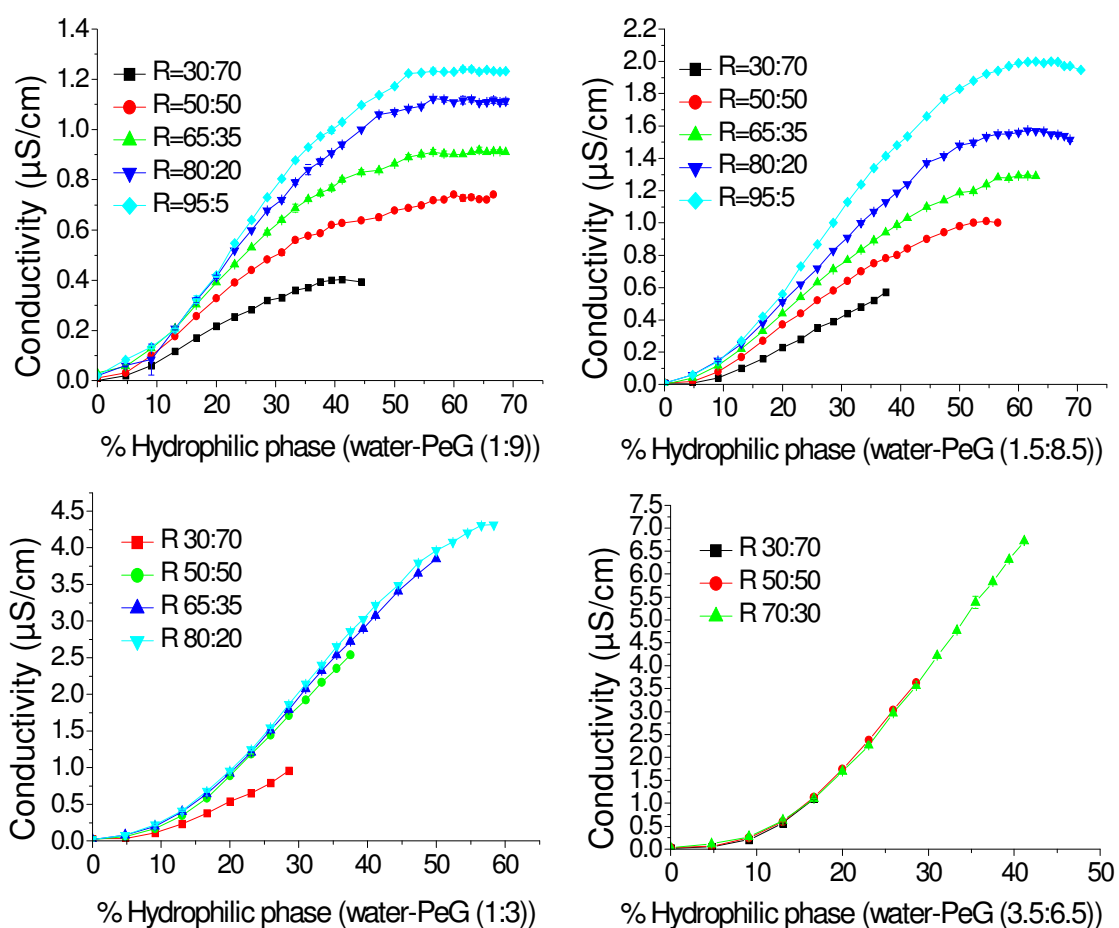 1.4
1.2
1.0
0.8
0.6
0.4
0.2
0.0
Conductivity (µS/cm)
R=30:70
R=50:50
R=65:35
R=80:20
R=95:5
0 10 20 30 40 50 60 70
% Hydrophilic phase (water-PeG (1:9))
2.2
2.0
1.8
1.6
1.4
1.2
1.0
0.8
0.6
0.4
0.2
0.0
Conductivity (µS/cm)
R=30:70
R=50:50
R=65:35
R=80:20
R=95:5
0 10 20 30 40 50 60 70
% Hydrophilic phase (water-PeG (1.5:8.5))
4.5
4.0
3.5
3.0
2.5
2.0
1.5
1.0
0.5
0.0
Conductivity (µS/cm)
R 30:70
R 50:50
R 65:35
R 80:20
0 10 20 30 40 50 60
% Hydrophilic phase (water-PeG (1:3))
7.5
7.0
6.5
6.0
5.5
5.0
4.5
4.0
3.5
3.0
2.5
2.0
1.5
1.0
0.5
0.0
Conductivity (µS/cm)
R 30:70
R 50:50
R 70:30
0 10 20 30 40 50
% Hydrophilic phase (water-PeG (3.5:6.5))